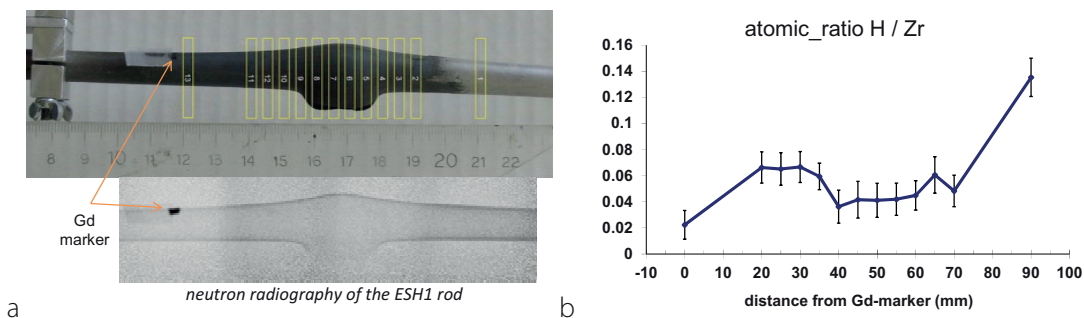 13
11
12
10
9
8
7
6
5
4
3
2
1
8 9 10 11 12 13 14 15 16 17 18 19 20 21 22
Gd
marker
neutron radiography of the ESH1 rod
a
atomic_ratio H / Zr
0.16
0.14
0.12
0.1
0.08
0.06
0.04
0.02
0
-10 0 10 20 30 40 50 60 70 80 90 100
distance from Gd-marker (mm)
b